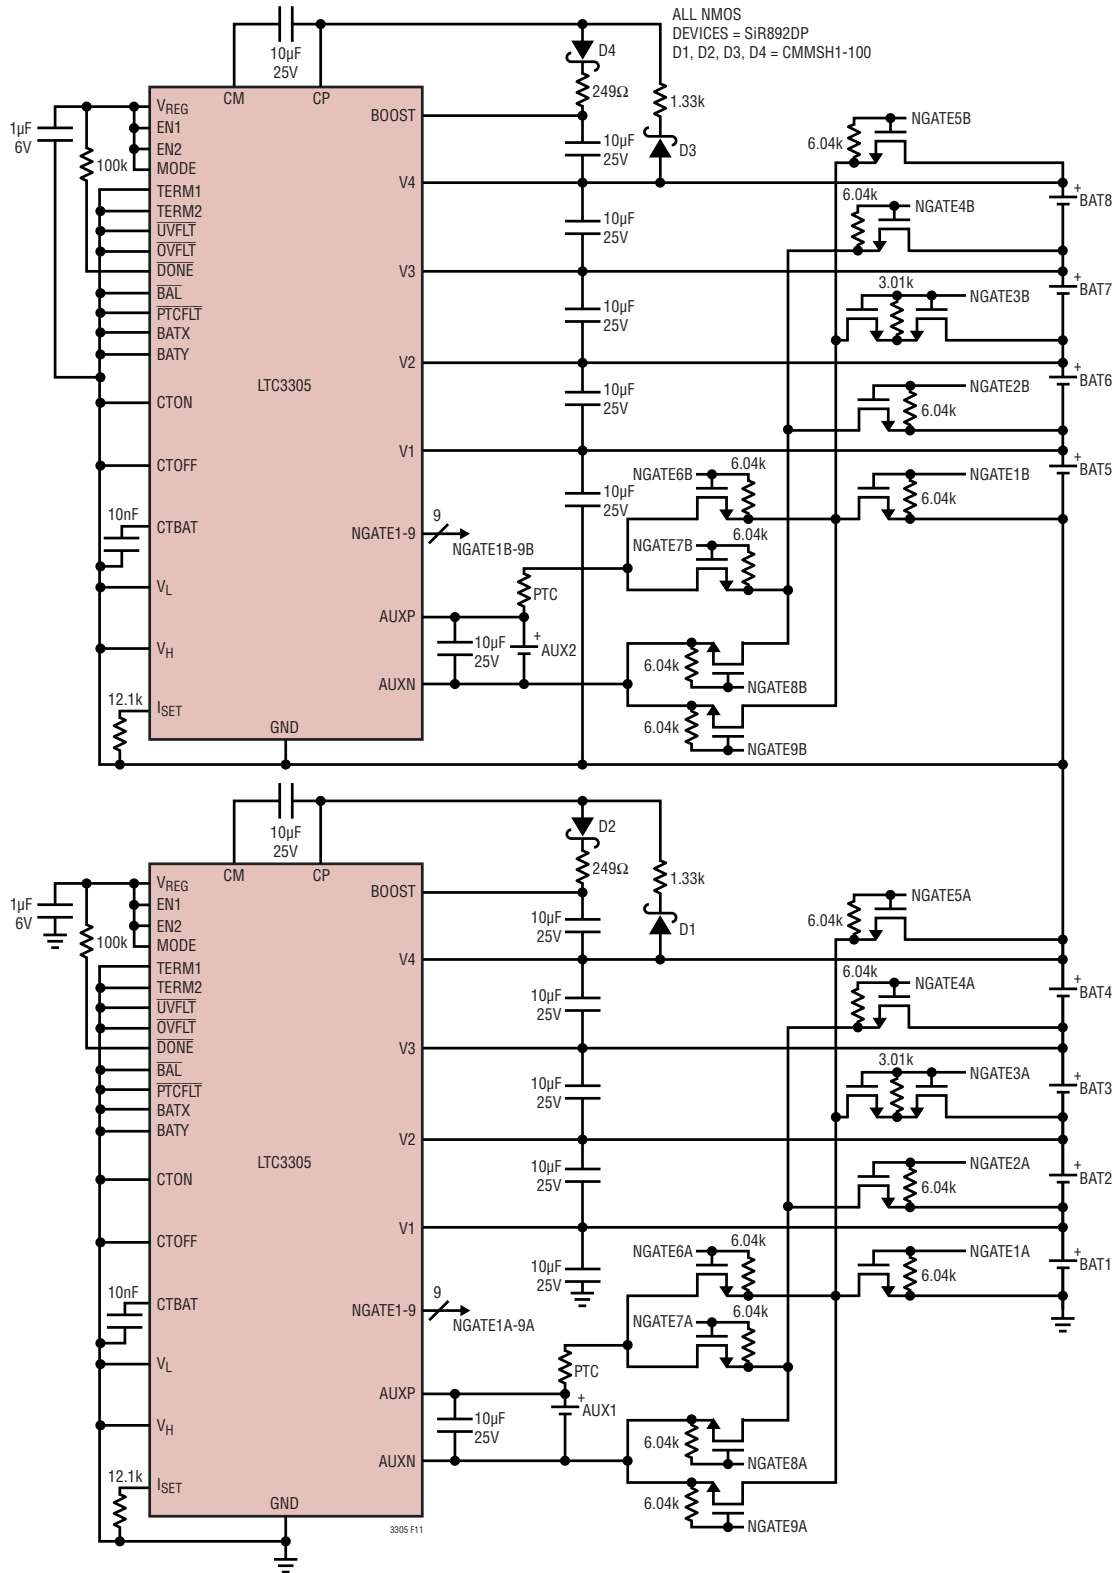 ALL NMOS
DEVICES = SiR892DP
D1, D2, D3, D4 = CMMSH1-100
10µF
25V
D4
249Ω
1.33k
D3
CM
CP
BOOST
V4
V3
V2
V1
NGATE1-9
AUXP
AUXN
GND
LTC3305
VREG
EN1
EN2
MODE
TERM1
TERM2
UVFLT
OVFLT
DONE
BAL
PTCFLT
BATX
BATY
CTON
CTOFF
CTBAT
VL
VH
ISET
1µF
6V
100k
10nF
12.1k
10µF
25V
10µF
25V
10µF
25V
10µF
25V
10µF
25V
9
NGATE1B-9B
PTC
10µF
25V
+
AUX2
6.04k
NGATE5B
6.04k
NGATE4B
3.01k
NGATE3B
NGATE2B
6.04k
NGATE1B
6.04k
NGATE6B
6.04k
NGATE7B
6.04k
6.04k
NGATE8B
6.04k
NGATE9B
+
BAT8
+
BAT7
+
BAT6
+
BAT5
10µF
25V
D2
249Ω
1.33k
D1
CM
CP
BOOST
V4
V3
V2
V1
NGATE1-9
AUXP
AUXN
GND
LTC3305
VREG
EN1
EN2
MODE
TERM1
TERM2
UVFLT
OVFLT
DONE
BAL
PTCFLT
BATX
BATY
CTON
CTOFF
CTBAT
VL
VH
ISET
1µF
6V
100k
10nF
12.1k
10µF
25V
10µF
25V
10µF
25V
10µF
25V
10µF
25V
9
NGATE1A-9A
PTC
10µF
25V
+
AUX1
6.04k
NGATE5A
6.04k
NGATE4A
3.01k
NGATE3A
NGATE2A
6.04k
NGATE1A
6.04k
NGATE6A
6.04k
NGATE7A
6.04k
6.04k
NGATE8A
6.04k
NGATE9A
+
BAT4
+
BAT3
+
BAT2
+
BAT1
3305 F11